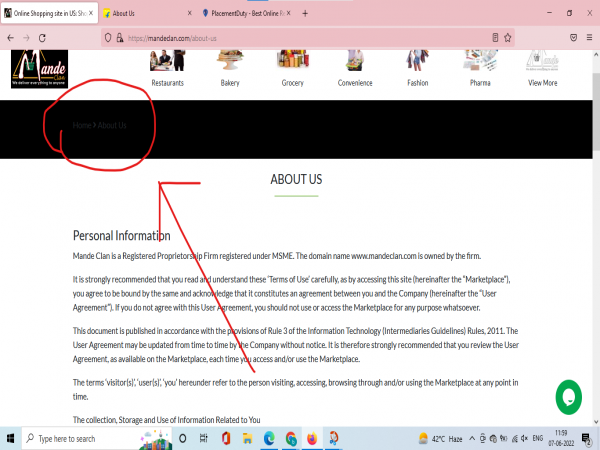 Online Shopping site in US: Sh
About Us
PlacementDuty - Best Online R
https://mandeclan.com/about-us
Mande
Clan
We deliver everything to anyone
Restaurants
Bakery
Grocery
Convenience
Fashion
Pharma
View More
Home > About Us
ABOUT US
Personal Information
Mande Clan is a Registered Proprietorship Firm registered under MSME. The domain name www.mandeclan.com is owned by the firm.
It is strongly recommended that you read and understand these 'Terms of Use' carefully, as by accessing this site (hereinafter the "Marketplace"),
you agree to be bound by the same and acknowledge that it constitutes an agreement between you and the Company (hereinafter the "User
Agreement"). If you do not agree with this User Agreement, you should not use or access the Marketplace for any purpose whatsoever.
This document is published in accordance with the provisions of Rule 3 of the Information Technology (Intermediaries Guidelines) Rules, 2011. The
User Agreement may be updated from time to time by the Company without notice. It is therefore strongly recommended that you review the User
Agreement, as available on the Marketplace, each time you access and/or use the Marketplace.
The terms 'visitor(s)', 'user(s)', 'you' hereunder refer to the person visiting, accessing, browsing through and/or using the Marketplace at any point in
time.
The collection, Storage and Use of Information Related to You
Type here to search
42°C Haze
ENG
11:59
07-06-2022
2